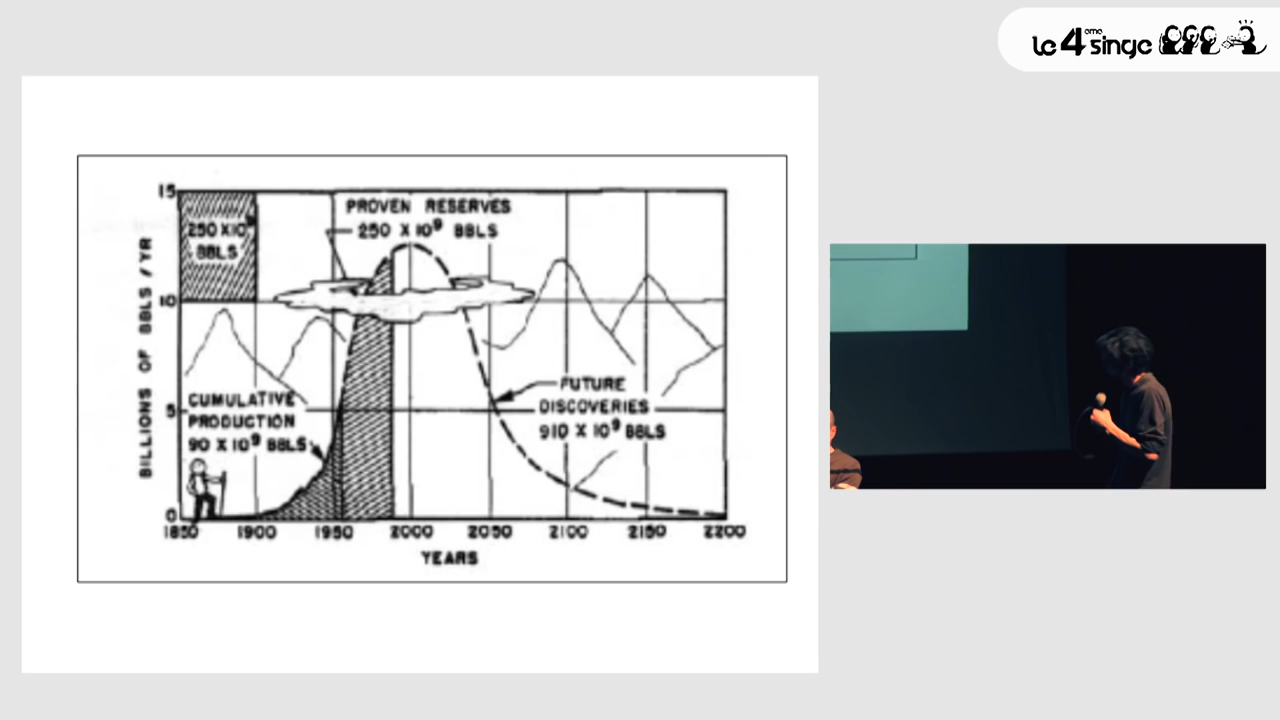 le 4ème singe
15
250 X 10⁹
BBLS
PROVEN RESERVES
250 X 10⁹ BBLS
BILLIONS OF BBLS / YR
10
CUMULATIVE
PRODUCTION
90 X 10⁹ BBLS
FUTURE
DISCOVERIES
910 X 10⁹ BBLS
5
0
1850 1900 1950 2000 2050 2100 2150 2200
YEARS